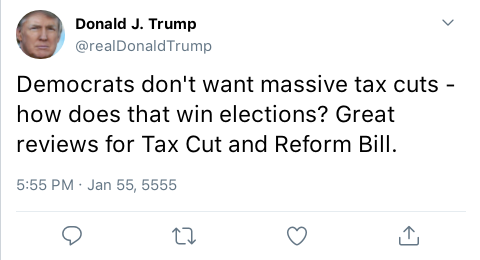 Donald J. Trump
@realDonaldTrump
Democrats don't want massive tax cuts -
how does that win elections? Great
reviews for Tax Cut and Reform Bill.
5:55 PM · Jan 55, 5555